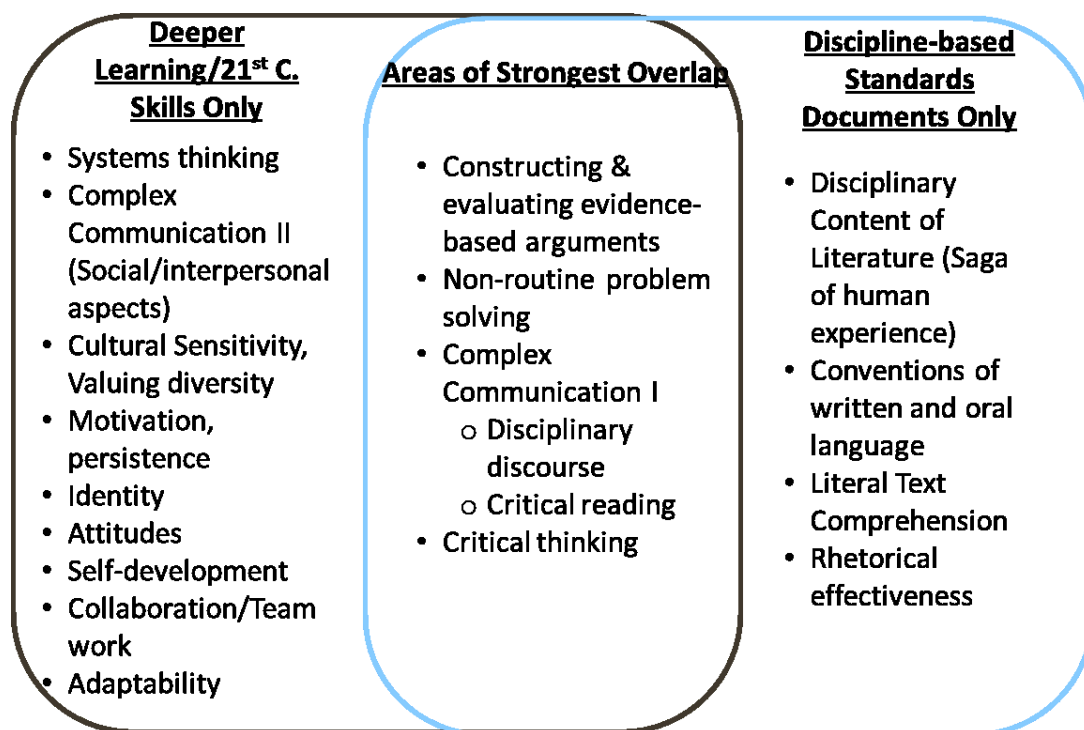 Deeper
Learning/21st C.
Skills Only
• Systems thinking
• Complex
Communication II
(Social/interpersonal
aspects)
• Cultural Sensitivity,
Valuing diversity
• Motivation,
persistence
• Identity
• Attitudes
• Self-development
• Collaboration/Team
work
• Adaptability
Areas of Strongest Overlap
• Constructing &
evaluating evidence-
based arguments
• Non-routine problem
solving
• Complex
Communication I
o Disciplinary
discourse
o Critical reading
• Critical thinking
Discipline-based
Standards
Documents Only
• Disciplinary
Content of
Literature (Saga
of human
experience)
• Conventions of
written and oral
language
• Literal Text
Comprehension
• Rhetorical
effectiveness